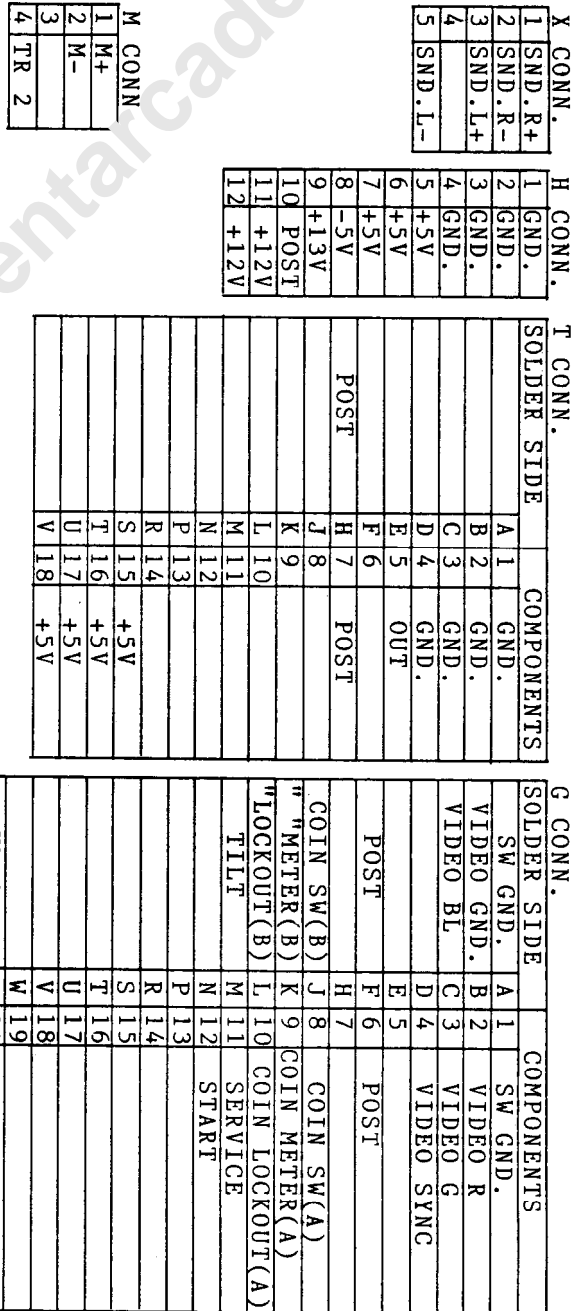 X CONN.
1 SND.R+
2 SND.R-
3 SND.L+
4
5 SND.L-
M CONN
1 M+
2 M-
3
4 TR 2
H CONN.
1 GND.
2 GND.
3 GND.
4 GND.
5 +5V
6 +5V
7 +5V
8 -5V
9 +13V
10 POST
11 +12V
12 +12V
T CONN.
SOLDER SIDE COMPONENTS
A 1 GND.
B 2 GND.
C 3 GND.
D 4 GND.
E 5 OUT
F 6
POST H 7 POST
J 8
K 9
L 10
M 11
N 12
P 13
R 14
S 15 +5V
T 16 +5V
U 17 +5V
V 18 +5V
G CONN.
SOLDER SIDE COMPONENTS
SW GND. A 1 SW GND.
VIDEO GND. B 2 VIDEO R
VIDEO BL C 3 VIDEO G
D 4 VIDEO SYNC
E 5
POST F 6 POST
H 7
COIN SW(B) J 8 COIN SW(A)
" "METER(B) K 9 COIN METER(A)
"LOCKOUT(B) L 10 COIN LOCKOUT(A)
TILT M 11 SERVICE
N 12 START
P 13
R 14
S 15
T 16
U 17
V 18
W 19
entarcade